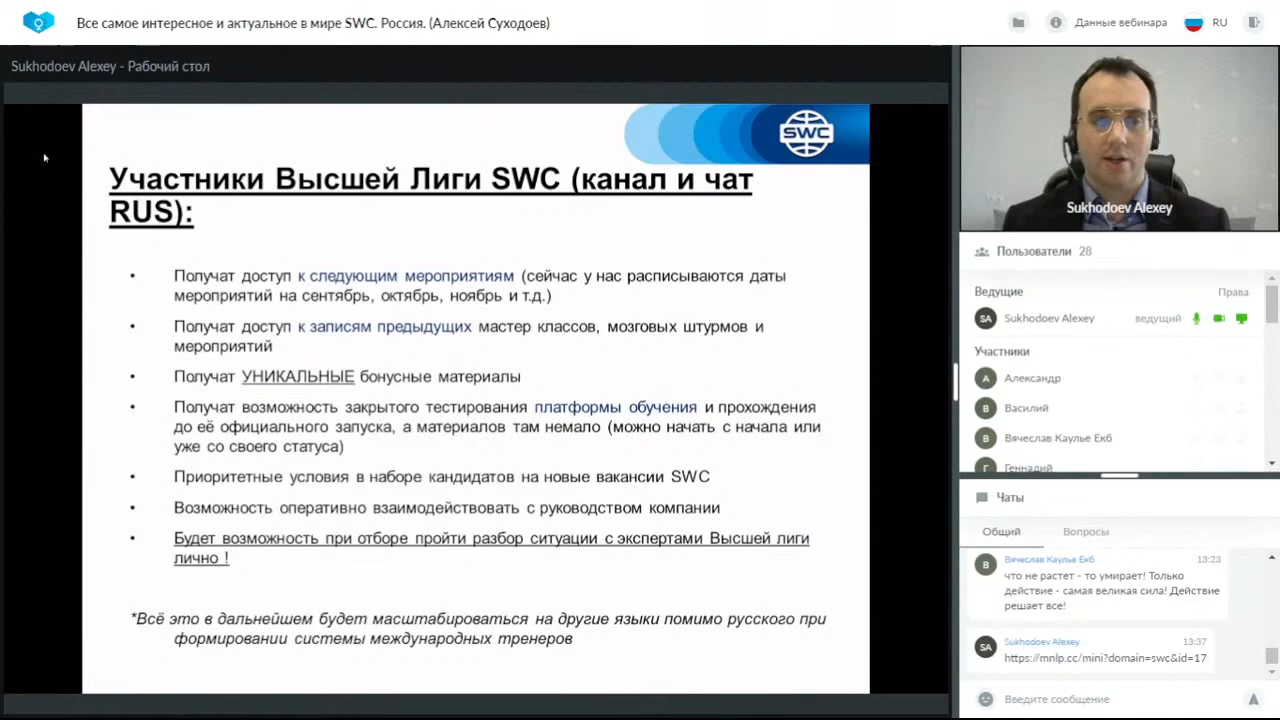 Все самое интересное и актуальное в мире SWC. Россия. (Алексей Суходоев)
Данные вебинара
RU
Sukhodoev Alexey - Рабочий стол
SWC
Участники Высшей Лиги SWC (канал и чат
RUS):
• Получат доступ к следующим мероприятиям (сейчас у нас расписываются даты
мероприятий на сентябрь, октябрь, ноябрь и т.д.)
• Получат доступ к записям предыдущих мастер классов, мозговых штурмов и
мероприятий
• Получат УНИКАЛЬНЫЕ бонусные материалы
• Получат возможность закрытого тестирования платформы обучения и прохождения
до её официального запуска, а материалов там немало (можно начать с начала или
уже со своего статуса)
• Приоритетные условия в наборе кандидатов на новые вакансии SWC
• Возможность оперативно взаимодействовать с руководством компании
• Будет возможность при отборе пройти разбор ситуации с экспертами Высшей лиги
лично !
*Всё это в дальнейшем будет масштабироваться на другие языки помимо русского при
формировании системы международных тренеров
Sukhodoev Alexey
Пользователи 28
Ведущие Права
SA Sukhodoev Alexey ведущий
Участники
А Александр
В Василий
В Вячеслав Каулье Екб
Г Геннадий
Чаты
Общий Вопросы
В Вячеслав Каулье Екб 13:23
что не растет - то умирает! Только
действие - самая великая сила! Действие
решает все!
SA Sukhodoev Alexey 13:37
https://mnlp.cc/mini?domain=swc&id=17
Введите сообщение